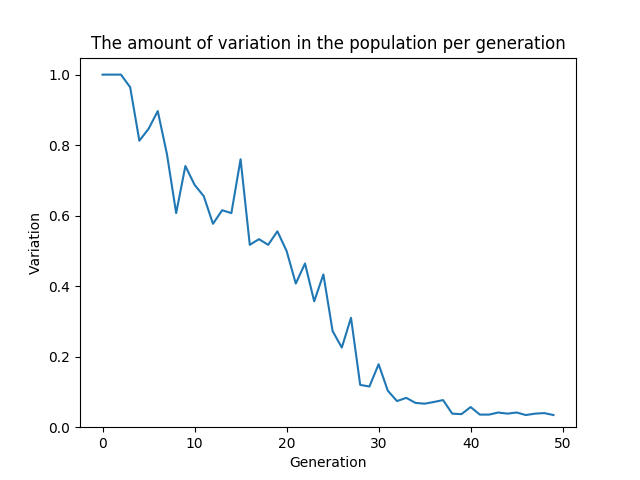 The amount of variation in the population per generation
1.0
0.8
0.6
0.4
0.2
0.0
Variation
0 10 20 30 40 50
Generation